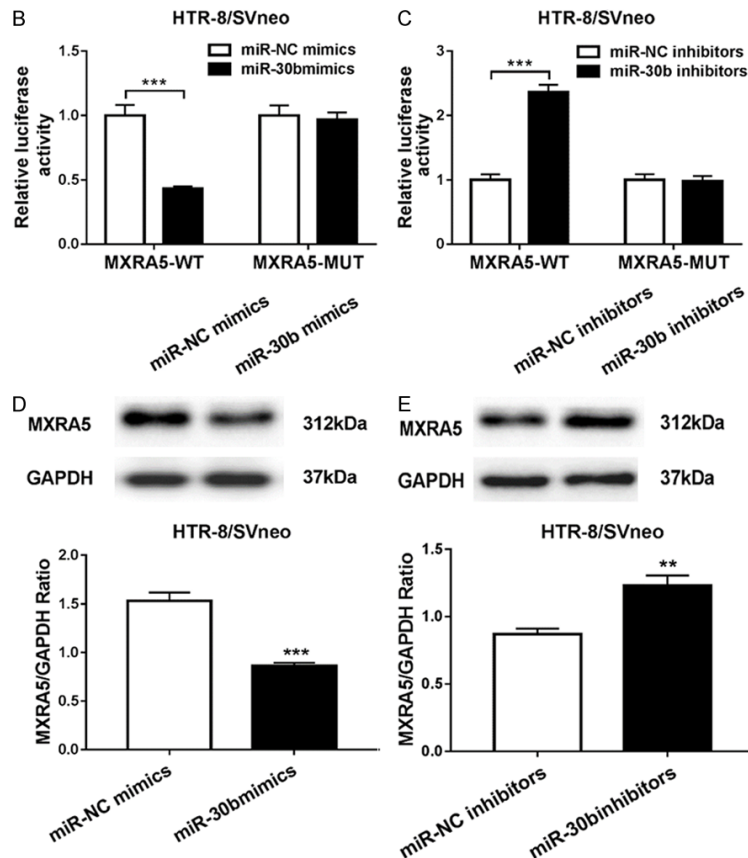 B
HTR-8/SVneo
miR-NC mimics
miR-30bmimics
***
Relative luciferase
activity
1.5
1.0
0.5
0.0
MXRA5-WT
MXRA5-MUT
C
HTR-8/SVneo
miR-NC inhibitors
miR-30b inhibitors
***
Relative luciferase
activity
3
2
1
0
MXRA5-WT
MXRA5-MUT
D
miR-NC mimics
miR-30b mimics
MXRA5
312kDa
GAPDH
37kDa
HTR-8/SVneo
MXRA5/GAPDH Ratio
2.0
1.5
1.0
0.5
0.0
***
miR-NC mimics
miR-30bmimics
E
miR-NC inhibitors
miR-30b inhibitors
MXRA5
312kDa
GAPDH
37kDa
HTR-8/SVneo
MXRA5/GAPDH Ratio
1.5
1.0
0.5
0.0
**
miR-NC inhibitors
miR-30binhibitors